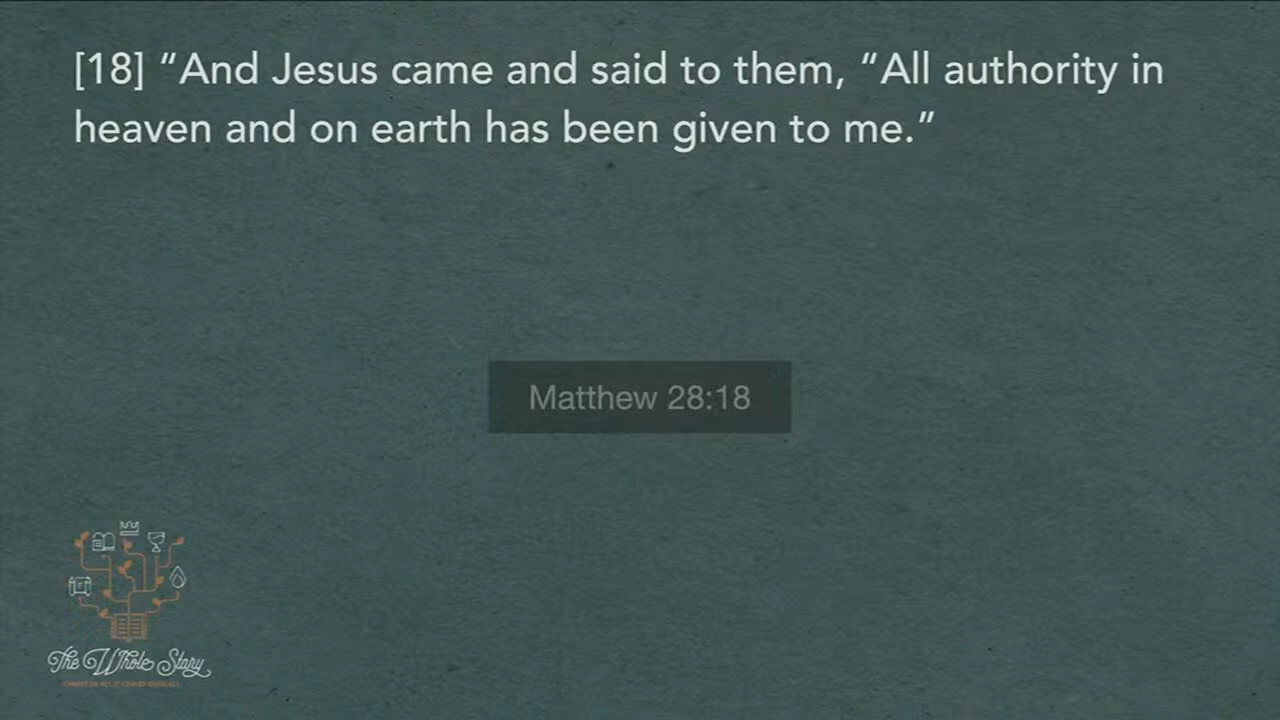 [18] “And Jesus came and said to them, “All authority in
heaven and on earth has been given to me.”
Matthew 28:18
The Whole Story